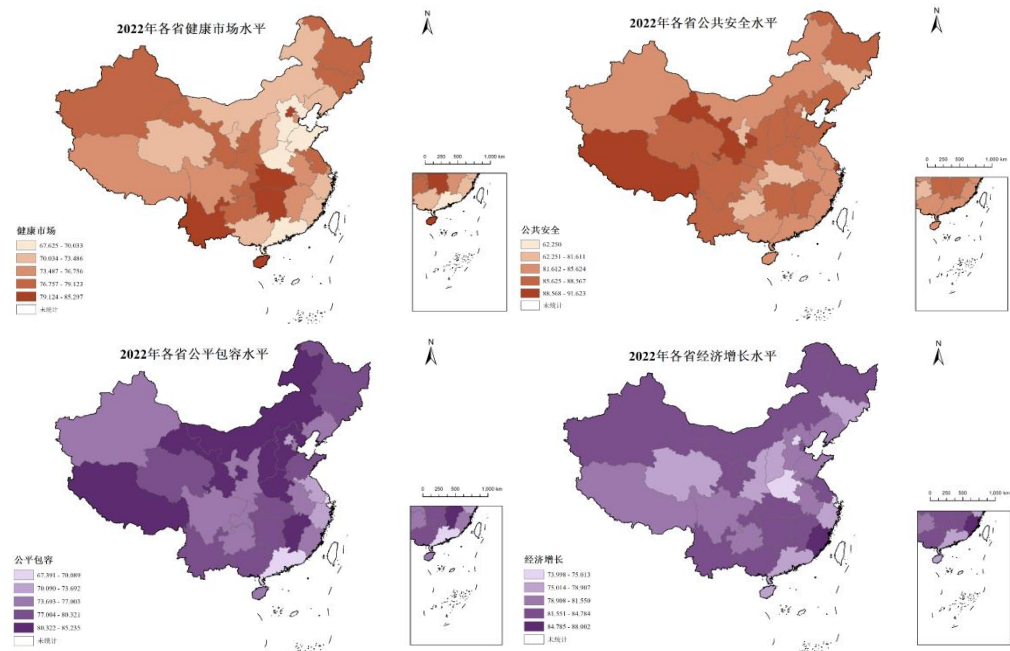 2022年各省健康市场水平
N
0 250 500 1,000 km
健康市场
67.625 - 70.033
70.034 - 73.486
73.487 - 76.756
76.757 - 79.123
79.124 - 85.297
未统计
2022年各省公共安全水平
N
0 250 500 1,000 km
公共安全
62.250
62.251 - 81.611
81.612 - 85.624
85.625 - 88.567
88.568 - 91.623
未统计
2022年各省公平包容水平
N
0 250 500 1,000 km
公平包容
67.391 - 70.089
70.090 - 73.692
73.693 - 77.003
77.004 - 80.321
80.322 - 85.235
未统计
2022年各省经济增长水平
N
0 250 500 1,000 km
经济增长
73.998 - 75.013
75.014 - 78.907
78.908 - 81.550
81.551 - 84.784
84.785 - 88.002
未统计